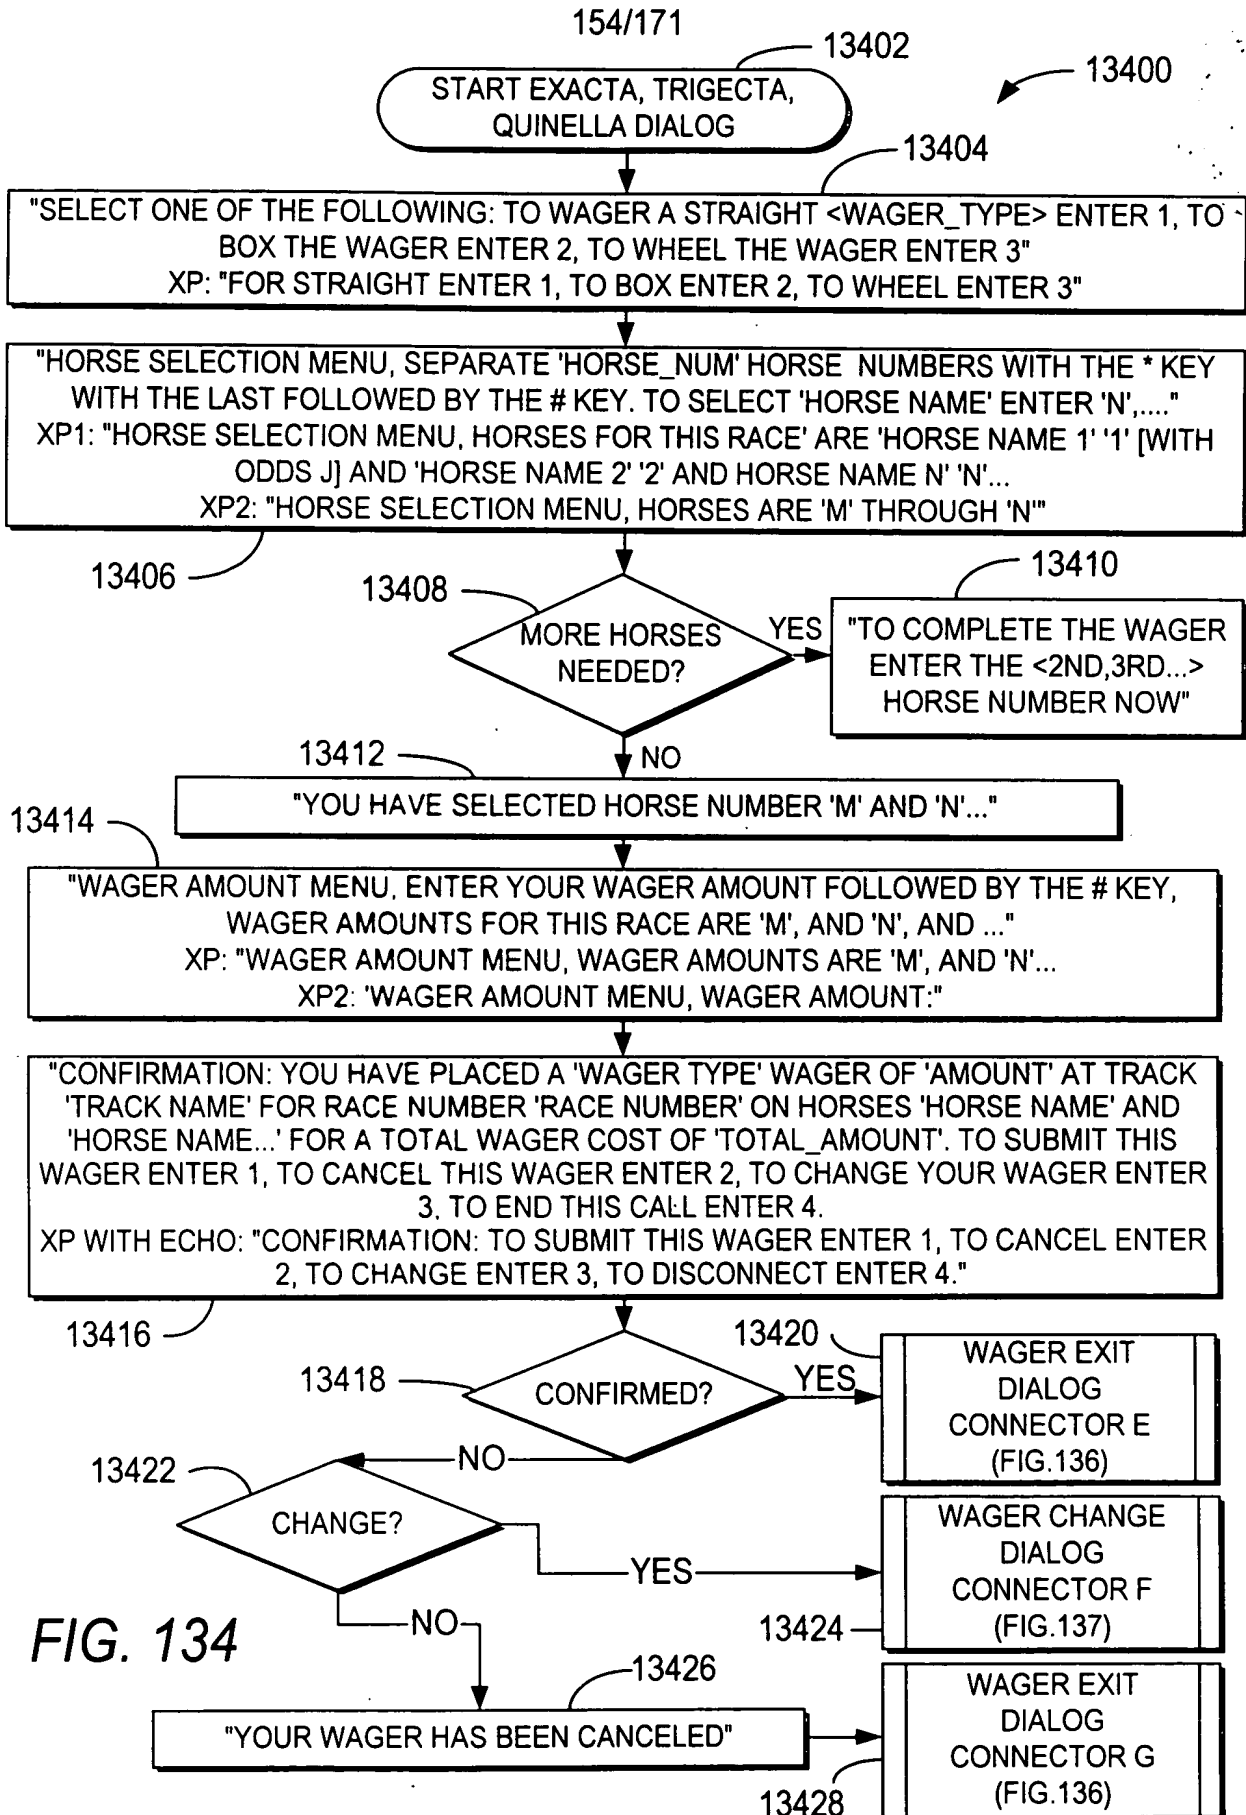 154/171
13402
13400
START EXACTA, TRIGECTA,
QUINELLA DIALOG
13404
"SELECT ONE OF THE FOLLOWING: TO WAGER A STRAIGHT <WAGER_TYPE> ENTER 1, TO
BOX THE WAGER ENTER 2, TO WHEEL THE WAGER ENTER 3"
XP: "FOR STRAIGHT ENTER 1, TO BOX ENTER 2, TO WHEEL ENTER 3"
"HORSE SELECTION MENU, SEPARATE 'HORSE_NUM' HORSE NUMBERS WITH THE * KEY
WITH THE LAST FOLLOWED BY THE # KEY. TO SELECT 'HORSE NAME' ENTER 'N',...."
XP1: "HORSE SELECTION MENU, HORSES FOR THIS RACE' ARE 'HORSE NAME 1' '1' [WITH
ODDS J] AND 'HORSE NAME 2' '2' AND HORSE NAME N' 'N'...
XP2: "HORSE SELECTION MENU, HORSES ARE 'M' THROUGH 'N'"
13406
13408
13410
MORE HORSES
NEEDED?
YES
"TO COMPLETE THE WAGER
ENTER THE <2ND,3RD...>
HORSE NUMBER NOW"
13412
NO
"YOU HAVE SELECTED HORSE NUMBER 'M' AND 'N'..."
13414
"WAGER AMOUNT MENU, ENTER YOUR WAGER AMOUNT FOLLOWED BY THE # KEY,
WAGER AMOUNTS FOR THIS RACE ARE 'M', AND 'N', AND ..."
XP: "WAGER AMOUNT MENU, WAGER AMOUNTS ARE 'M', AND 'N'...
XP2: 'WAGER AMOUNT MENU, WAGER AMOUNT:"
"CONFIRMATION: YOU HAVE PLACED A 'WAGER TYPE' WAGER OF 'AMOUNT' AT TRACK
'TRACK NAME' FOR RACE NUMBER 'RACE NUMBER' ON HORSES 'HORSE NAME' AND
'HORSE NAME...' FOR A TOTAL WAGER COST OF 'TOTAL_AMOUNT'. TO SUBMIT THIS
WAGER ENTER 1, TO CANCEL THIS WAGER ENTER 2, TO CHANGE YOUR WAGER ENTER
3, TO END THIS CALL ENTER 4.
XP WITH ECHO: "CONFIRMATION: TO SUBMIT THIS WAGER ENTER 1, TO CANCEL ENTER
2, TO CHANGE ENTER 3, TO DISCONNECT ENTER 4."
13416
13418
CONFIRMED?
YES
13420
WAGER EXIT
DIALOG
CONNECTOR E
(FIG.136)
NO
13422
CHANGE?
YES
WAGER CHANGE
DIALOG
CONNECTOR F
(FIG.137)
13424
NO
FIG. 134
13426
"YOUR WAGER HAS BEEN CANCELED"
WAGER EXIT
DIALOG
CONNECTOR G
(FIG.136)
13428